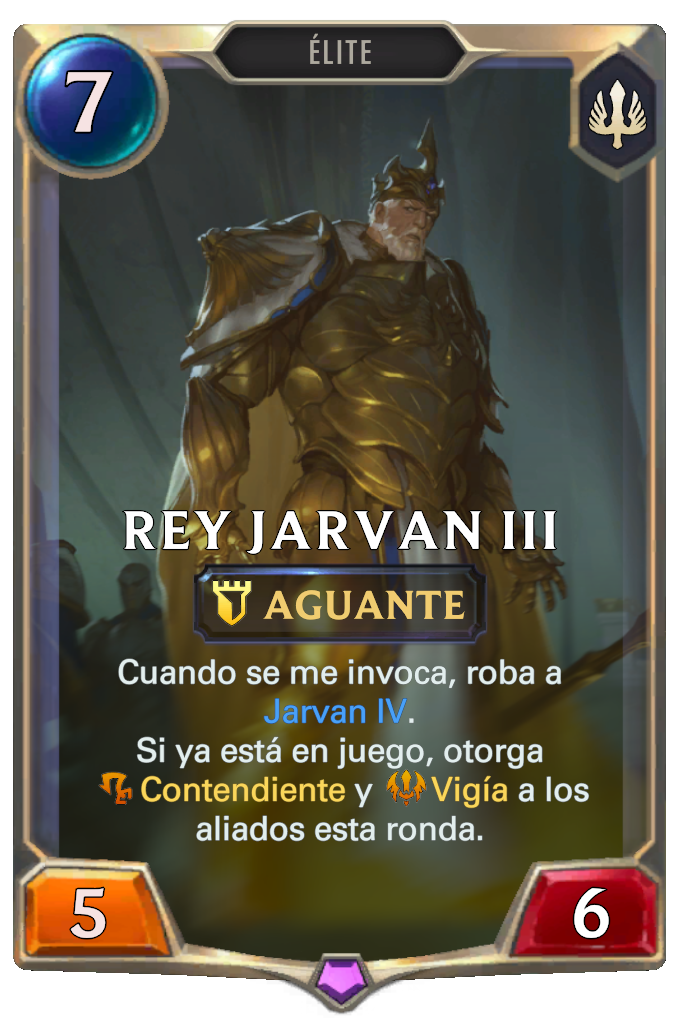 ÉLITE
7
REY JARVAN III
AGUANTE
Cuando se me invoca, roba a
Jarvan IV.
Si ya está en juego, otorga
Contendiente y Vigía a los
aliados esta ronda.
5
6